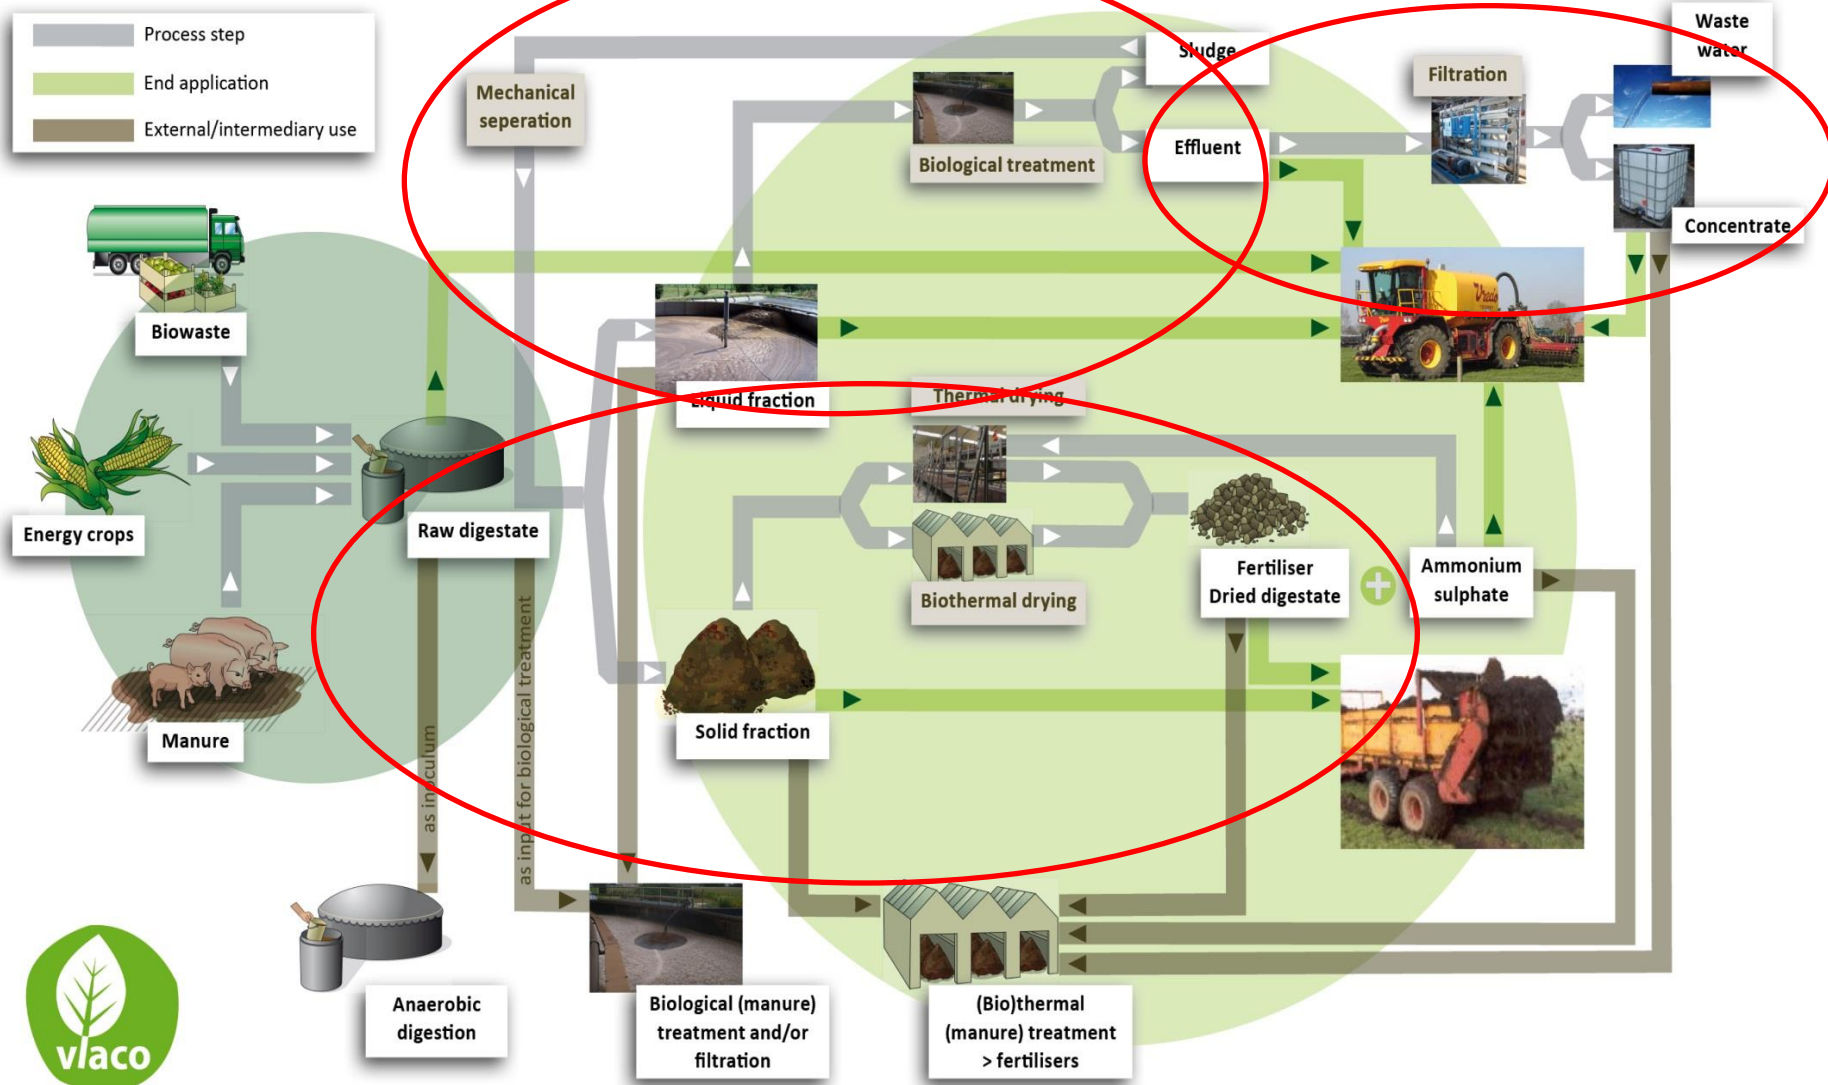 Process step
End application
External/intermediary use
Mechanical
seperation
Sludge
Waste
water
Filtration
Biological treatment
Effluent
Concentrate
Biowaste
Vredo
Liquid fraction
Thermal drying
Energy crops
Raw digestate
Biothermal drying
Fertiliser
Dried digestate
+
Ammonium
sulphate
Manure
Solid fraction
as inoculum
as input for biological treatment
Anaerobic
digestion
Biological (manure)
treatment and/or
filtration
(Bio)thermal
(manure) treatment
> fertilisers
vlaco